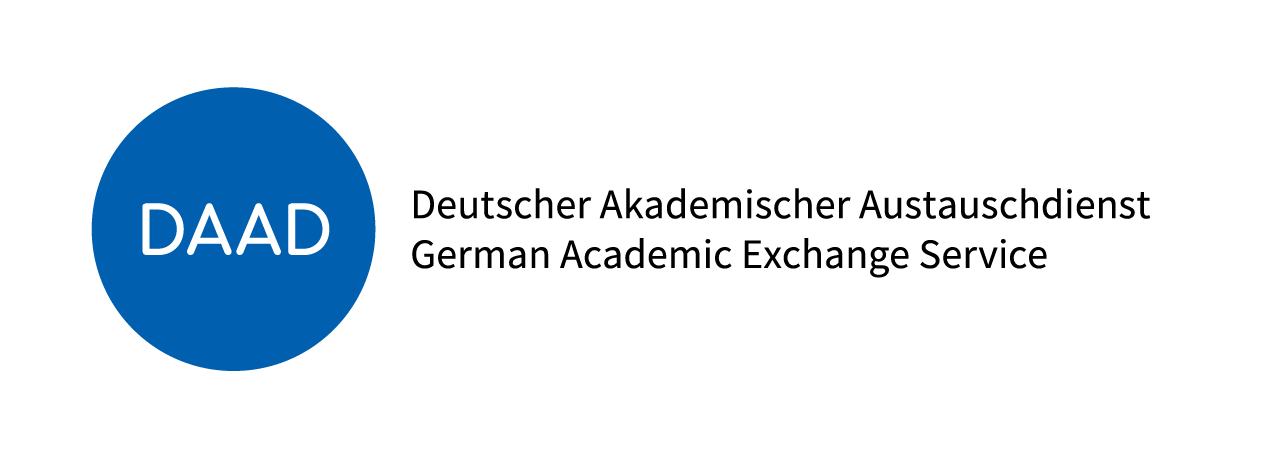 DAAD
Deutscher Akademischer Austauschdienst
German Academic Exchange Service